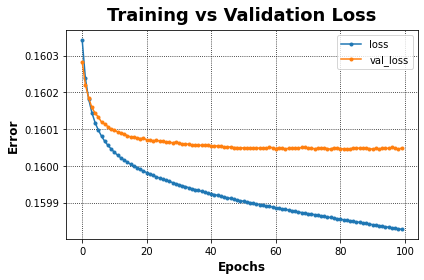 Training vs Validation Loss
loss
val_loss
0.1603
0.1602
0.1601
0.1600
0.1599
Error
0 20 40 60 80 100
Epochs